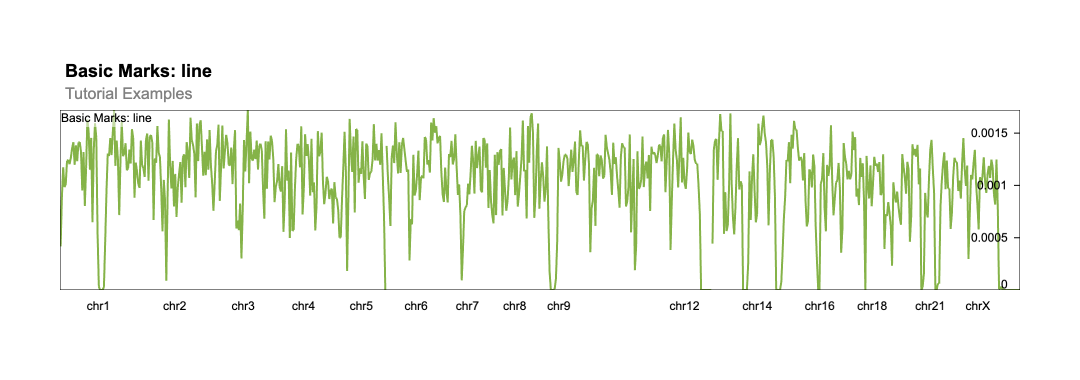 Basic Marks: line
Tutorial Examples
Basic Marks: line
0.0015
0.001
0.0005
0
chr1 chr2 chr3 chr4 chr5 chr6 chr7 chr8 chr9 chr12 chr14 chr16 chr18 chr21 chrX